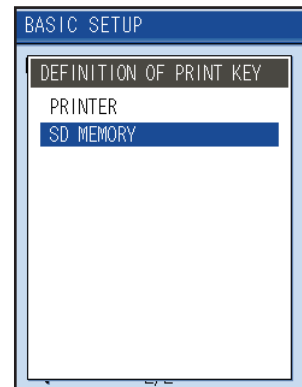 BASIC SETUP
DEFINITION OF PRINT KEY
PRINTER
SD MEMORY